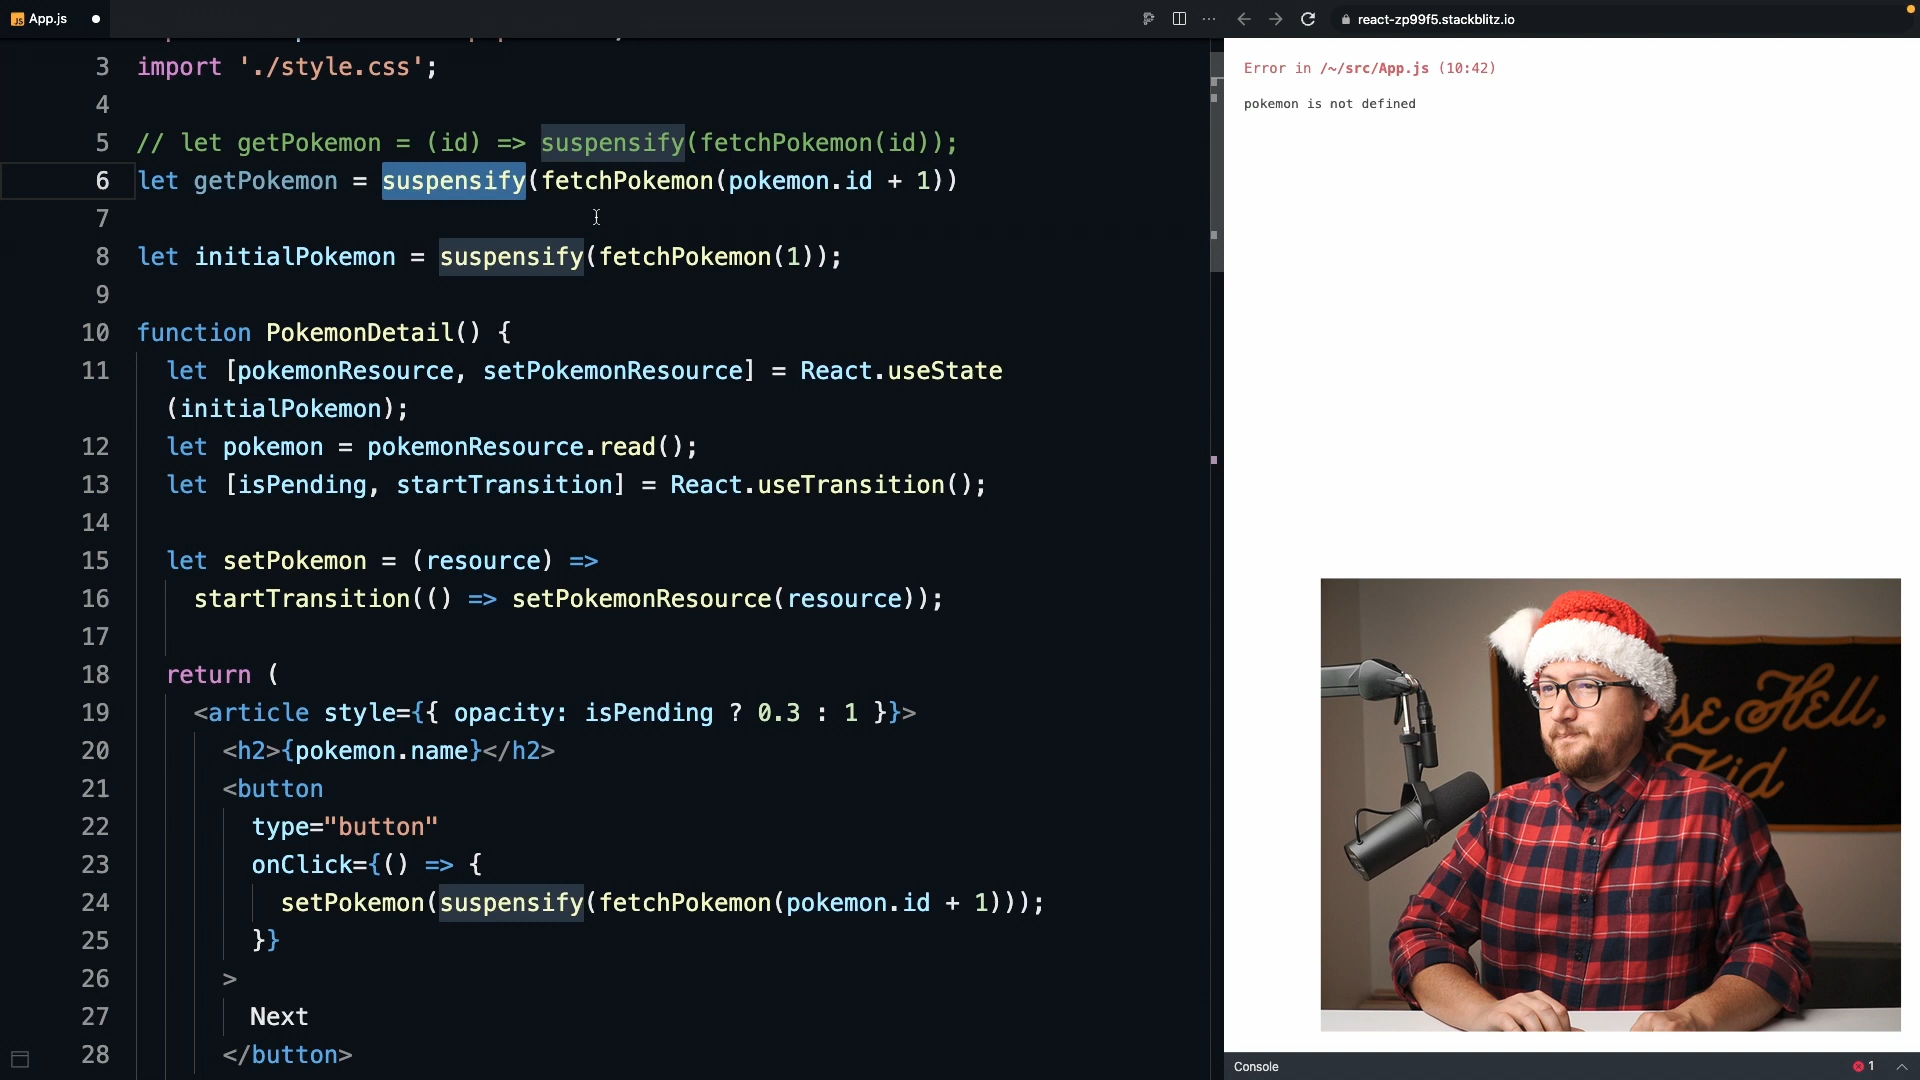 JS App.js
react-zp99f5.stackblitz.io
3 import './style.css';
4
5 // let getPokemon = (id) => suspensify(fetchPokemon(id));
6 let getPokemon = suspensify(fetchPokemon(pokemon.id + 1))
7
8 let initialPokemon = suspensify(fetchPokemon(1));
9
10 function PokemonDetail() {
11 let [pokemonResource, setPokemonResource] = React.useState
(initialPokemon);
12 let pokemon = pokemonResource.read();
13 let [isPending, startTransition] = React.useTransition();
14
15 let setPokemon = (resource) =>
16 startTransition(() => setPokemonResource(resource));
17
18 return (
19 <article style={{ opacity: isPending ? 0.3 : 1 }}>
20 <h2>{pokemon.name}</h2>
21 <button
22 type="button"
23 onClick={() => {
24 setPokemon(suspensify(fetchPokemon(pokemon.id + 1)));
25 }}
26 >
27 Next
28 </button>
Error in /~/src/App.js (10:42)
pokemon is not defined
se Hell,
Kid
Console
1